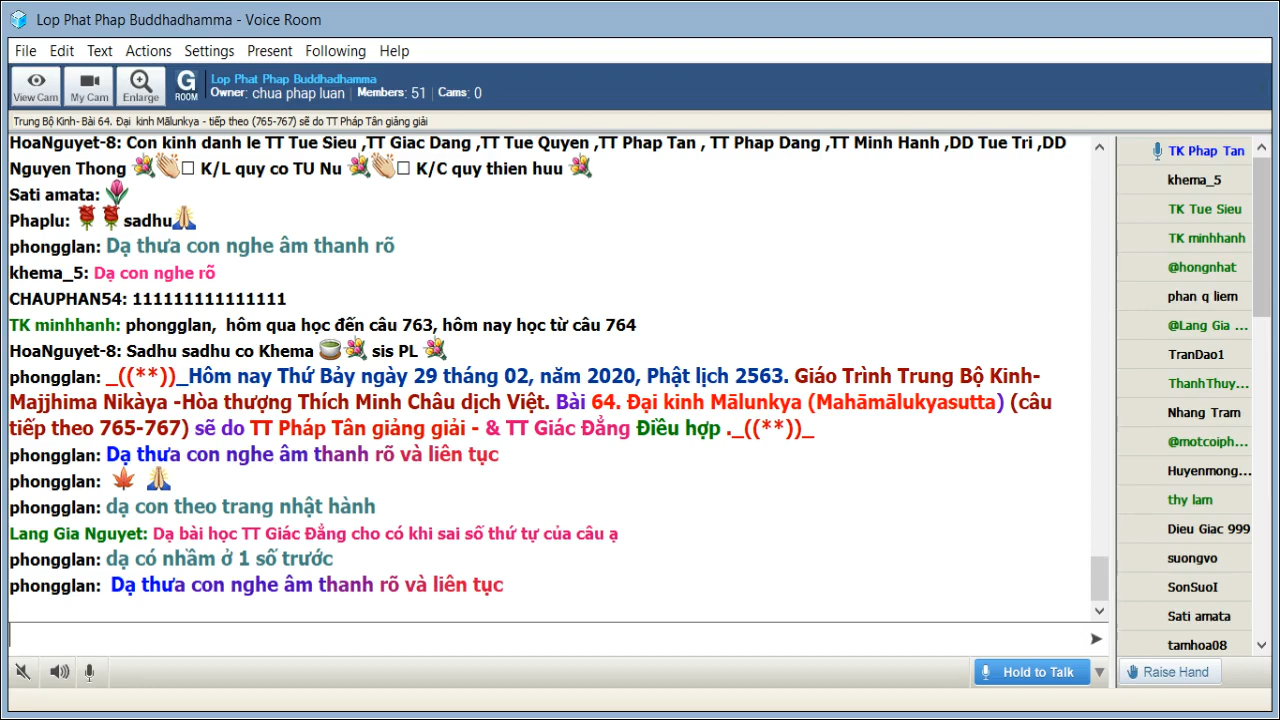 Lop Phat Phap Buddhadhamma - Voice Room
File Edit Text Actions Settings Present Following Help
View Cam
My Cam
Enlarge
G
ROOM
Lop Phat Phap Buddhadhamma
Owner: chua phap luan | Members: 51 | Cams: 0
Trung Bộ Kinh- Bài 64. Đại kinh Mālunkya - tiếp theo (765-767) sẽ do TT Pháp Tân giảng giải
HoaNguyet-8: Con kinh danh le TT Tue Sieu ,TT Giac Dang ,TT Tue Quyen ,TT Phap Tan , TT Phap Dang ,TT Minh Hanh ,DD Tue Tri ,DD
Nguyen Thong 💐👏□ K/L quy co TU Nu 💐👏□ K/C quy thien huu 💐
Sati amata: 🌷
Phaplu: 🌹🌹sadhu🙏
phongglan: Dạ thưa con nghe âm thanh rõ
khema_5: Dạ con nghe rõ
CHAUPHAN54: 111111111111111
TK minhhanh: phongglan, hôm qua học đến câu 763, hôm nay học từ câu 764
HoaNguyet-8: Sadhu sadhu co Khema 🍵💐 sis PL 💐
phongglan: _((**))_Hôm nay Thứ Bảy ngày 29 tháng 02, năm 2020, Phật lịch 2563. Giáo Trình Trung Bộ Kinh-
Majjhima Nikàya -Hòa thượng Thích Minh Châu dịch Việt. Bài 64. Đại kinh Mālunkya (Mahāmālukyasutta) (câu
tiếp theo 765-767) sẽ do TT Pháp Tân giảng giải - & TT Giác Đẳng Điều hợp ._((**))_
phongglan: Dạ thưa con nghe âm thanh rõ và liên tục
phongglan: 🍁 🙏
phongglan: dạ con theo trang nhật hành
Lang Gia Nguyet: Dạ bài học TT Giác Đẳng cho có khi sai số thứ tự của câu ạ
phongglan: dạ có nhầm ở 1 số trước
phongglan: Dạ thưa con nghe âm thanh rõ và liên tục
TK Phap Tan
khema_5
TK Tue Sieu
TK minhhanh
@hongnhat
phan q liem
@Lang Gia ...
TranDao1
ThanhThuy...
Nhang Tram
@motcoiph...
Huyenmong...
thy lam
Dieu Giac 999
suongvo
SonSuoI
Sati amata
tamhoa08
Hold to Talk
Raise Hand